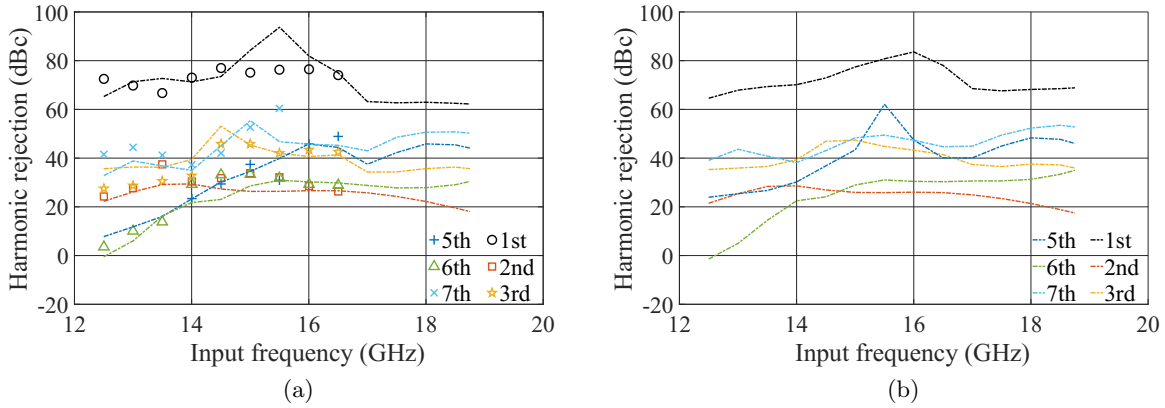 Harmonic rejection (dBc)
100
80
60
40
20
0
-20
12 14 16 18 20
Input frequency (GHz)
5th 1st
6th 2nd
7th 3rd
(a)
Harmonic rejection (dBc)
100
80
60
40
20
0
-20
12 14 16 18 20
Input frequency (GHz)
5th 1st
6th 2nd
7th 3rd
(b)